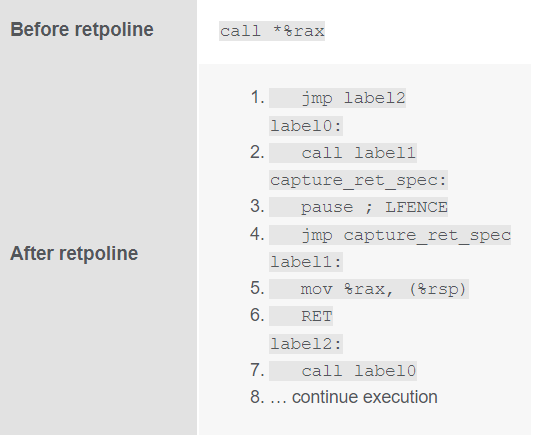 Before retpoline
call *%rax
After retpoline
1. jmp label2
label0:
2. call label1
capture_ret_spec:
3. pause ; LFENCE
4. jmp capture_ret_spec
label1:
5. mov %rax, (%rsp)
6. RET
label2:
7. call label0
8. … continue execution